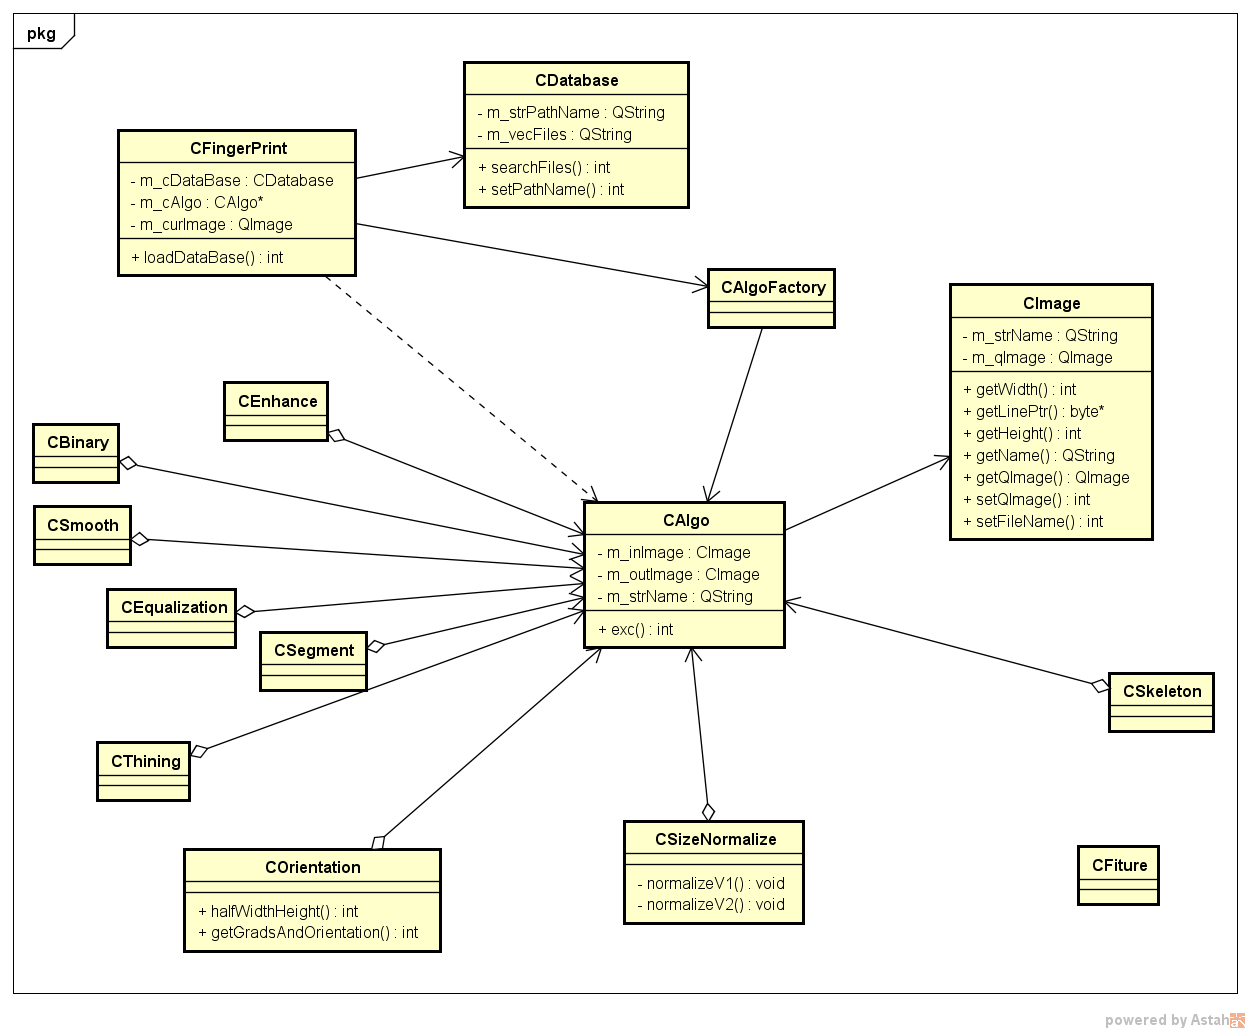 pkg
CDatabase
- m_strPathName : QString
- m_vecFiles : QString
+ searchFiles() : int
+ setPathName() : int
CFingerPrint
- m_cDataBase : CDatabase
- m_cAlgo : CAlgo*
- m_curImage : QImage
+ loadDataBase() : int
CAlgoFactory
CImage
- m_strName : QString
- m_qImage : QImage
+ getWidth() : int
+ getLinePtr() : byte*
+ getHeight() : int
+ getName() : QString
+ getQImage() : QImage
+ setQImage() : int
+ setFileName() : int
CEnhance
CBinary
CSmooth
CEqualization
CSegment
CThining
CAlgo
- m_inImage : CImage
- m_outImage : CImage
- m_strName : QString
+ exc() : int
CSkeleton
COrientation
+ halfWidthHeight() : int
+ getGradsAndOrientation() : int
CSizeNormalize
- normalizeV1() : void
- normalizeV2() : void
CFiture
powered by Astah